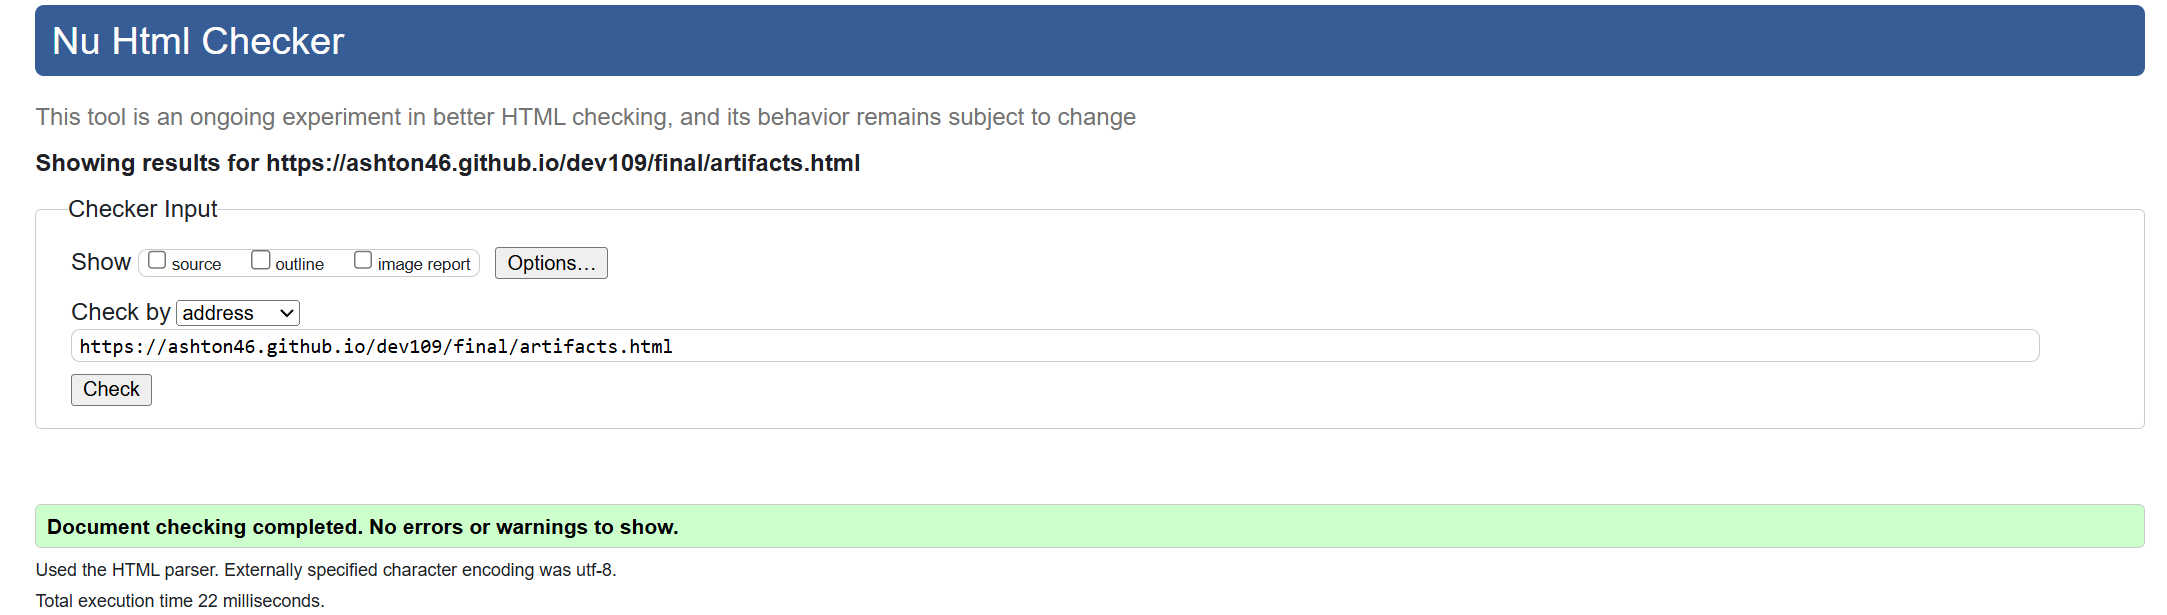 Nu Html Checker
This tool is an ongoing experiment in better HTML checking, and its behavior remains subject to change
Showing results for https://ashton46.github.io/dev109/final/artifacts.html
Checker Input
Show source outline image report Options…
Check by address
https://ashton46.github.io/dev109/final/artifacts.html
Check
Document checking completed. No errors or warnings to show.
Used the HTML parser. Externally specified character encoding was utf-8.
Total execution time 22 milliseconds.